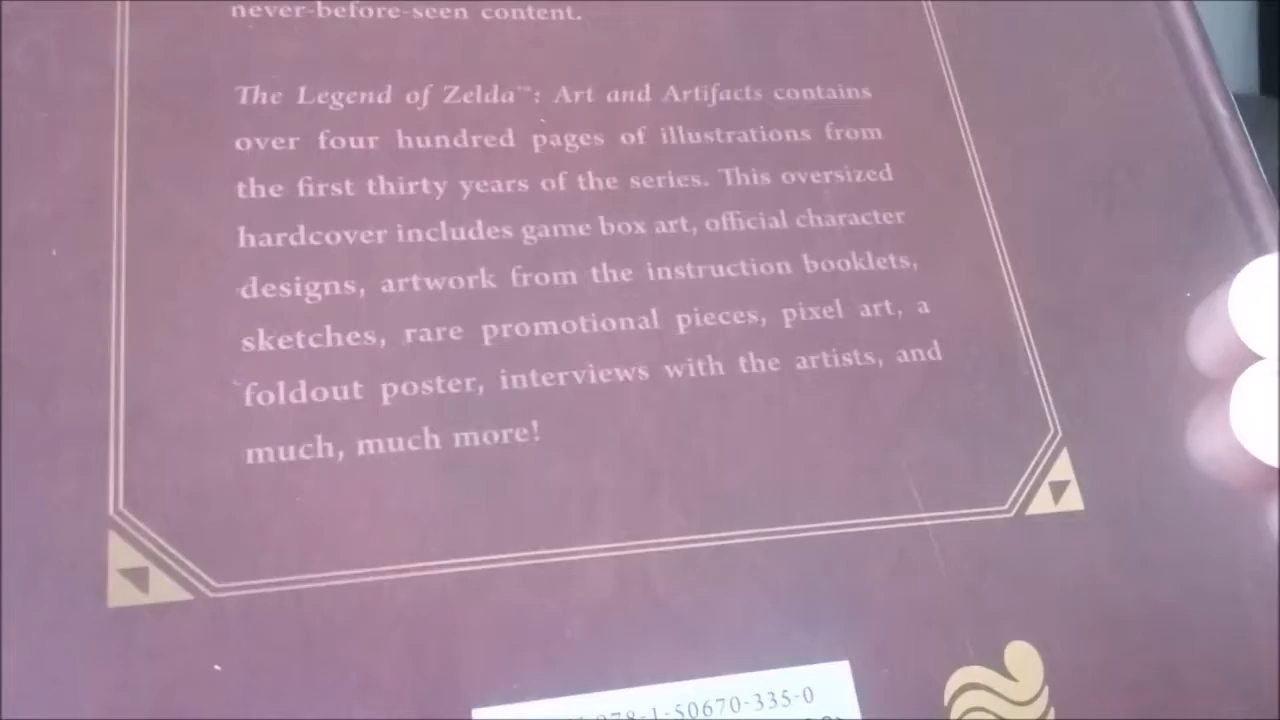 never-before-seen content.
The Legend of Zelda™: Art and Artifacts contains
over four hundred pages of illustrations from
the first thirty years of the series. This oversized
hardcover includes game box art, official character
designs, artwork from the instruction booklets,
sketches, rare promotional pieces, pixel art, a
foldout poster, interviews with the artists, and
much, much more!
978-1-50670-335-0